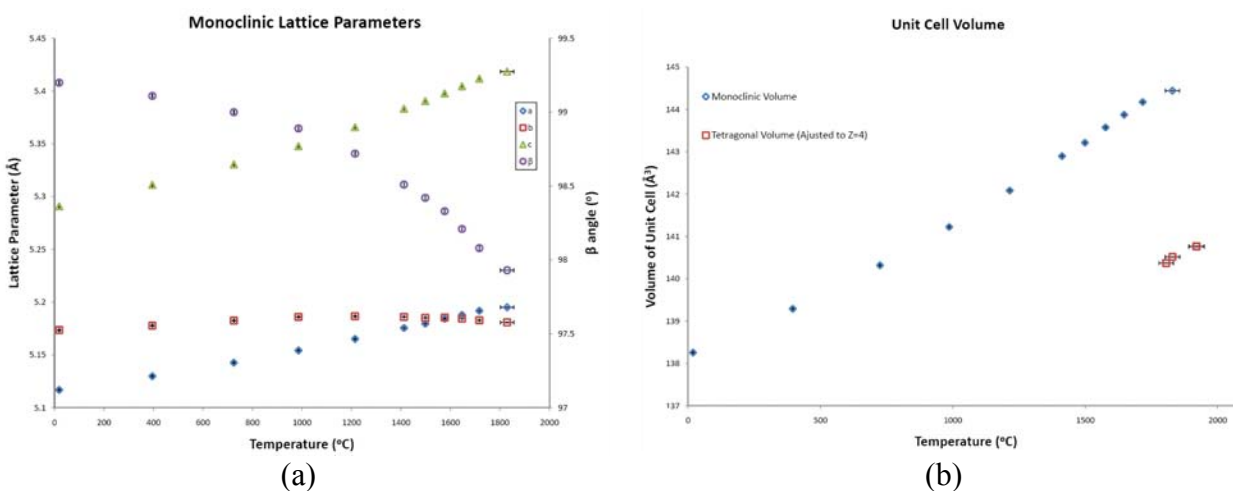 Monoclinic Lattice Parameters
5.45
5.4
5.35
5.3
5.25
5.2
5.15
5.1
Lattice Parameter (Å)
99.5
99
98.5
98
97.5
97
β angle (°)
a
b
c
β
0 200 400 600 800 1000 1200 1400 1600 1800 2000
Temperature (°C)
(a)
Unit Cell Volume
145
144
143
142
141
140
139
138
137
Volume of Unit Cell (Å³)
Monoclinic Volume
Tetragonal Volume (Ajusted to Z=4)
0 500 1000 1500 2000
Temperature (°C)
(b)